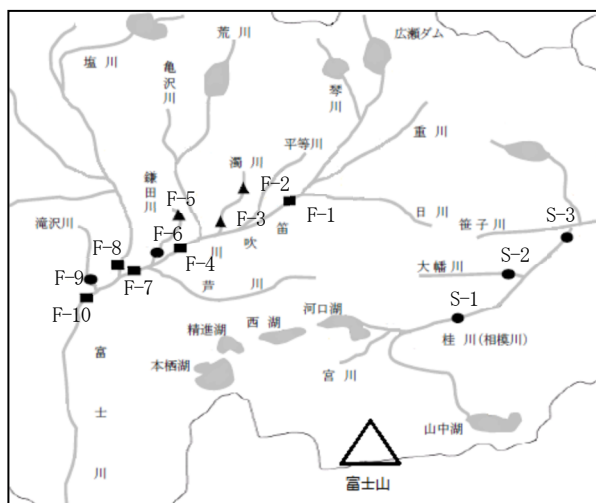 荒川
広瀬ダム
塩川
亀沢川
琴川
重川
平等川
濁川
鎌田川
F-5
F-2
滝沢川
F-6
F-3
F-1
日川
笹子川
S-3
笛吹川
F-8
F-4
F-9
F-7
芦川
大幡川
S-2
F-10
河口湖
西湖
精進湖
S-1
桂川(相模川)
本栖湖
宮川
富士川
山中湖
富士山